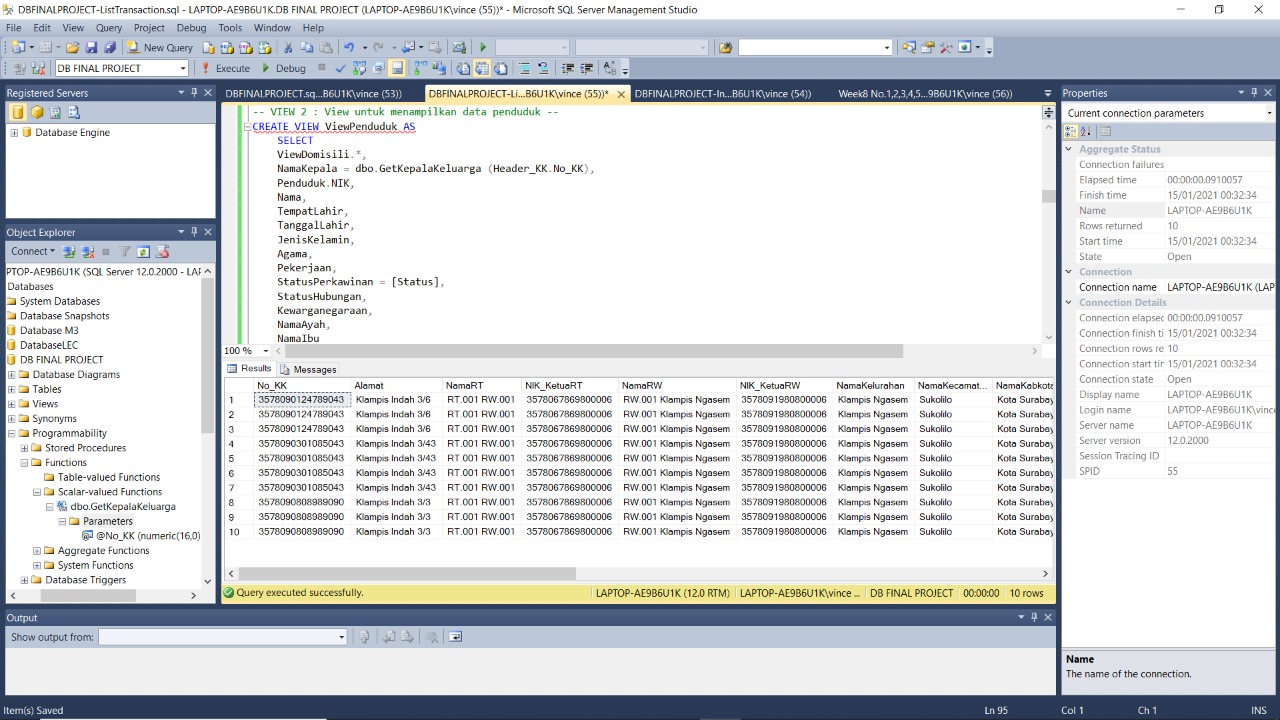 DBFINALPROJECT-ListTransaction.sql - LAPTOP-AE9B6U1K.DB FINAL PROJECT (LAPTOP-AE9B6U1K\vince (55))* - Microsoft SQL Server Management Studio
File Edit View Query Project Debug Tools Window Help
New Query
DB FINAL PROJECT Execute Debug
Registered Servers
Database Engine
Object Explorer
Connect
PTOP-AE9B6U1K (SQL Server 12.0.2000 - LAP
Databases
System Databases
Database Snapshots
Database M3
DatabaseLEC
DB FINAL PROJECT
Database Diagrams
Tables
Views
Synonyms
Programmability
Stored Procedures
Functions
Table-valued Functions
Scalar-valued Functions
dbo.GetKepalaKeluarga
Parameters
@No_KK (numeric(16,0)
Aggregate Functions
System Functions
Database Triggers
DBFINALPROJECT.sq...B6U1K\vince (53)) DBFINALPROJECT-Li...B6U1K\vince (55))* DBFINALPROJECT-In...B6U1K\vince (54)) Week8 No.1,2,3,4,5...9B6U1K\vince (56))
-- VIEW 2 : View untuk menampilkan data penduduk --
CREATE VIEW ViewPenduduk AS
SELECT
ViewDomisili.*,
NamaKepala = dbo.GetKepalaKeluarga (Header_KK.No_KK),
Penduduk.NIK,
Nama,
TempatLahir,
TanggalLahir,
JenisKelamin,
Agama,
Pekerjaan,
StatusPerkawinan = [Status],
StatusHubungan,
Kewarganegaraan,
NamaAyah,
NamaIbu
100 %
Results Messages
No_KK Alamat NamaRT NIK_KetuaRT NamaRW NIK_KetuaRW NamaKelurahan NamaKecamat... NamaKabkota
1 3578090124789043 Klampis Indah 3/6 RT.001 RW.001 3578067869800006 RW.001 Klampis Ngasem 3578091980800006 Klampis Ngasem Sukolilo Kota Surabay
2 3578090124789043 Klampis Indah 3/6 RT.001 RW.001 3578067869800006 RW.001 Klampis Ngasem 3578091980800006 Klampis Ngasem Sukolilo Kota Surabay
3 3578090124789043 Klampis Indah 3/6 RT.001 RW.001 3578067869800006 RW.001 Klampis Ngasem 3578091980800006 Klampis Ngasem Sukolilo Kota Surabay
4 3578090301085043 Klampis Indah 3/43 RT.001 RW.001 3578067869800006 RW.001 Klampis Ngasem 3578091980800006 Klampis Ngasem Sukolilo Kota Surabay
5 3578090301085043 Klampis Indah 3/43 RT.001 RW.001 3578067869800006 RW.001 Klampis Ngasem 3578091980800006 Klampis Ngasem Sukolilo Kota Surabay
6 3578090301085043 Klampis Indah 3/43 RT.001 RW.001 3578067869800006 RW.001 Klampis Ngasem 3578091980800006 Klampis Ngasem Sukolilo Kota Surabay
7 3578090301085043 Klampis Indah 3/43 RT.001 RW.001 3578067869800006 RW.001 Klampis Ngasem 3578091980800006 Klampis Ngasem Sukolilo Kota Surabay
8 3578090808989090 Klampis Indah 3/3 RT.001 RW.001 3578067869800006 RW.001 Klampis Ngasem 3578091980800006 Klampis Ngasem Sukolilo Kota Surabay
9 3578090808989090 Klampis Indah 3/3 RT.001 RW.001 3578067869800006 RW.001 Klampis Ngasem 3578091980800006 Klampis Ngasem Sukolilo Kota Surabay
10 3578090808989090 Klampis Indah 3/3 RT.001 RW.001 3578067869800006 RW.001 Klampis Ngasem 3578091980800006 Klampis Ngasem Sukolilo Kota Surabay
Query executed successfully. LAPTOP-AE9B6U1K (12.0 RTM) LAPTOP-AE9B6U1K\vince ... DB FINAL PROJECT 00:00:00 10 rows
Properties
Current connection parameters
Aggregate Status
Connection failures
Elapsed time 00:00:00.0910057
Finish time 15/01/2021 00:32:34
Name LAPTOP-AE9B6U1K
Rows returned 10
Start time 15/01/2021 00:32:34
State Open
Connection
Connection name LAPTOP-AE9B6U1K (LAP
Connection Details
Connection elapsec 00:00:00.0910057
Connection finish ti 15/01/2021 00:32:34
Connection rows re 10
Connection start tir 15/01/2021 00:32:34
Connection state Open
Display name LAPTOP-AE9B6U1K
Login name LAPTOP-AE9B6U1K\vince
Server name LAPTOP-AE9B6U1K
Server version 12.0.2000
Session Tracing ID
SPID 55
Name
The name of the connection.
Output
Show output from:
Item(s) Saved Ln 95 Col 1 Ch 1 INS